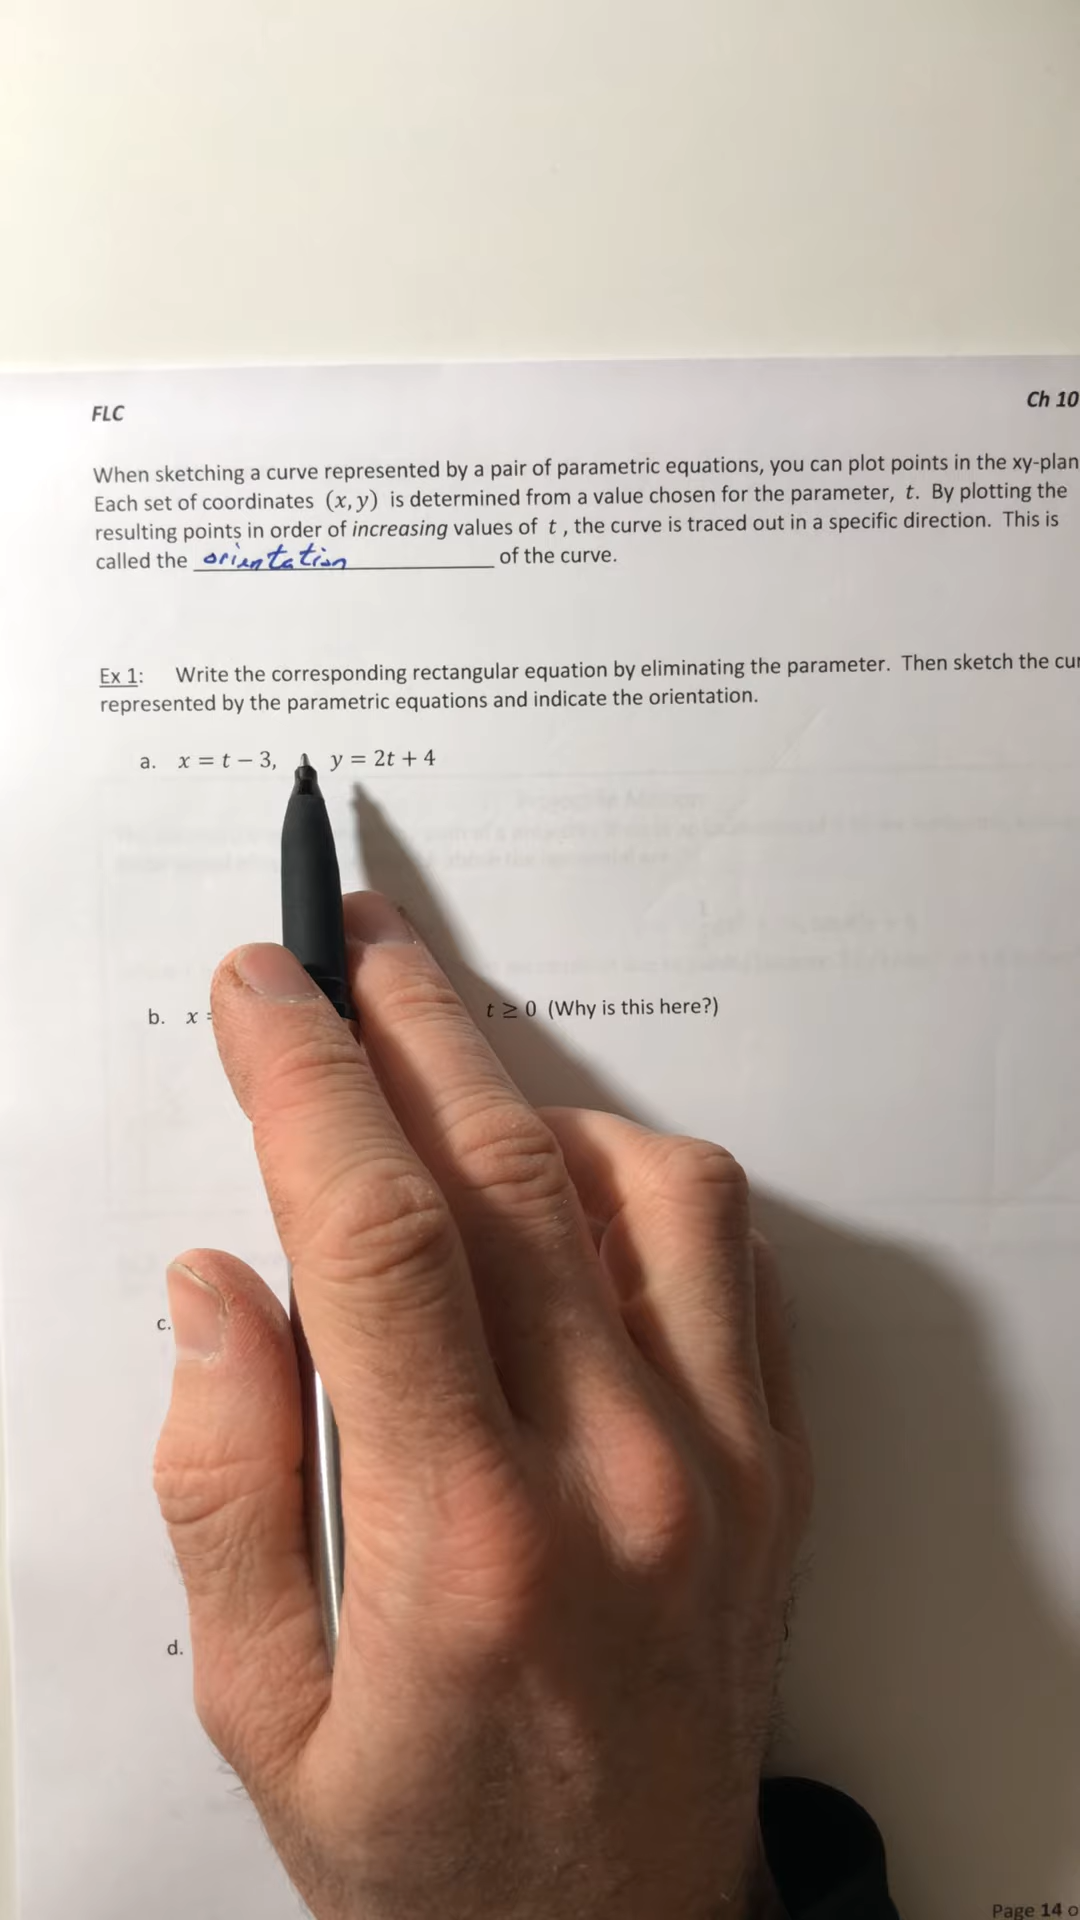 FLC Ch 10
When sketching a curve represented by a pair of parametric equations, you can plot points in the xy-plan
Each set of coordinates (x, y) is determined from a value chosen for the parameter, t. By plotting the
resulting points in order of increasing values of t , the curve is traced out in a specific direction. This is
called the orientation of the curve.
Ex 1: Write the corresponding rectangular equation by eliminating the parameter. Then sketch the cur
represented by the parametric equations and indicate the orientation.
a. x = t − 3, y = 2t + 4
b. x = t ≥ 0 (Why is this here?)
c.
d.
Page 14 o